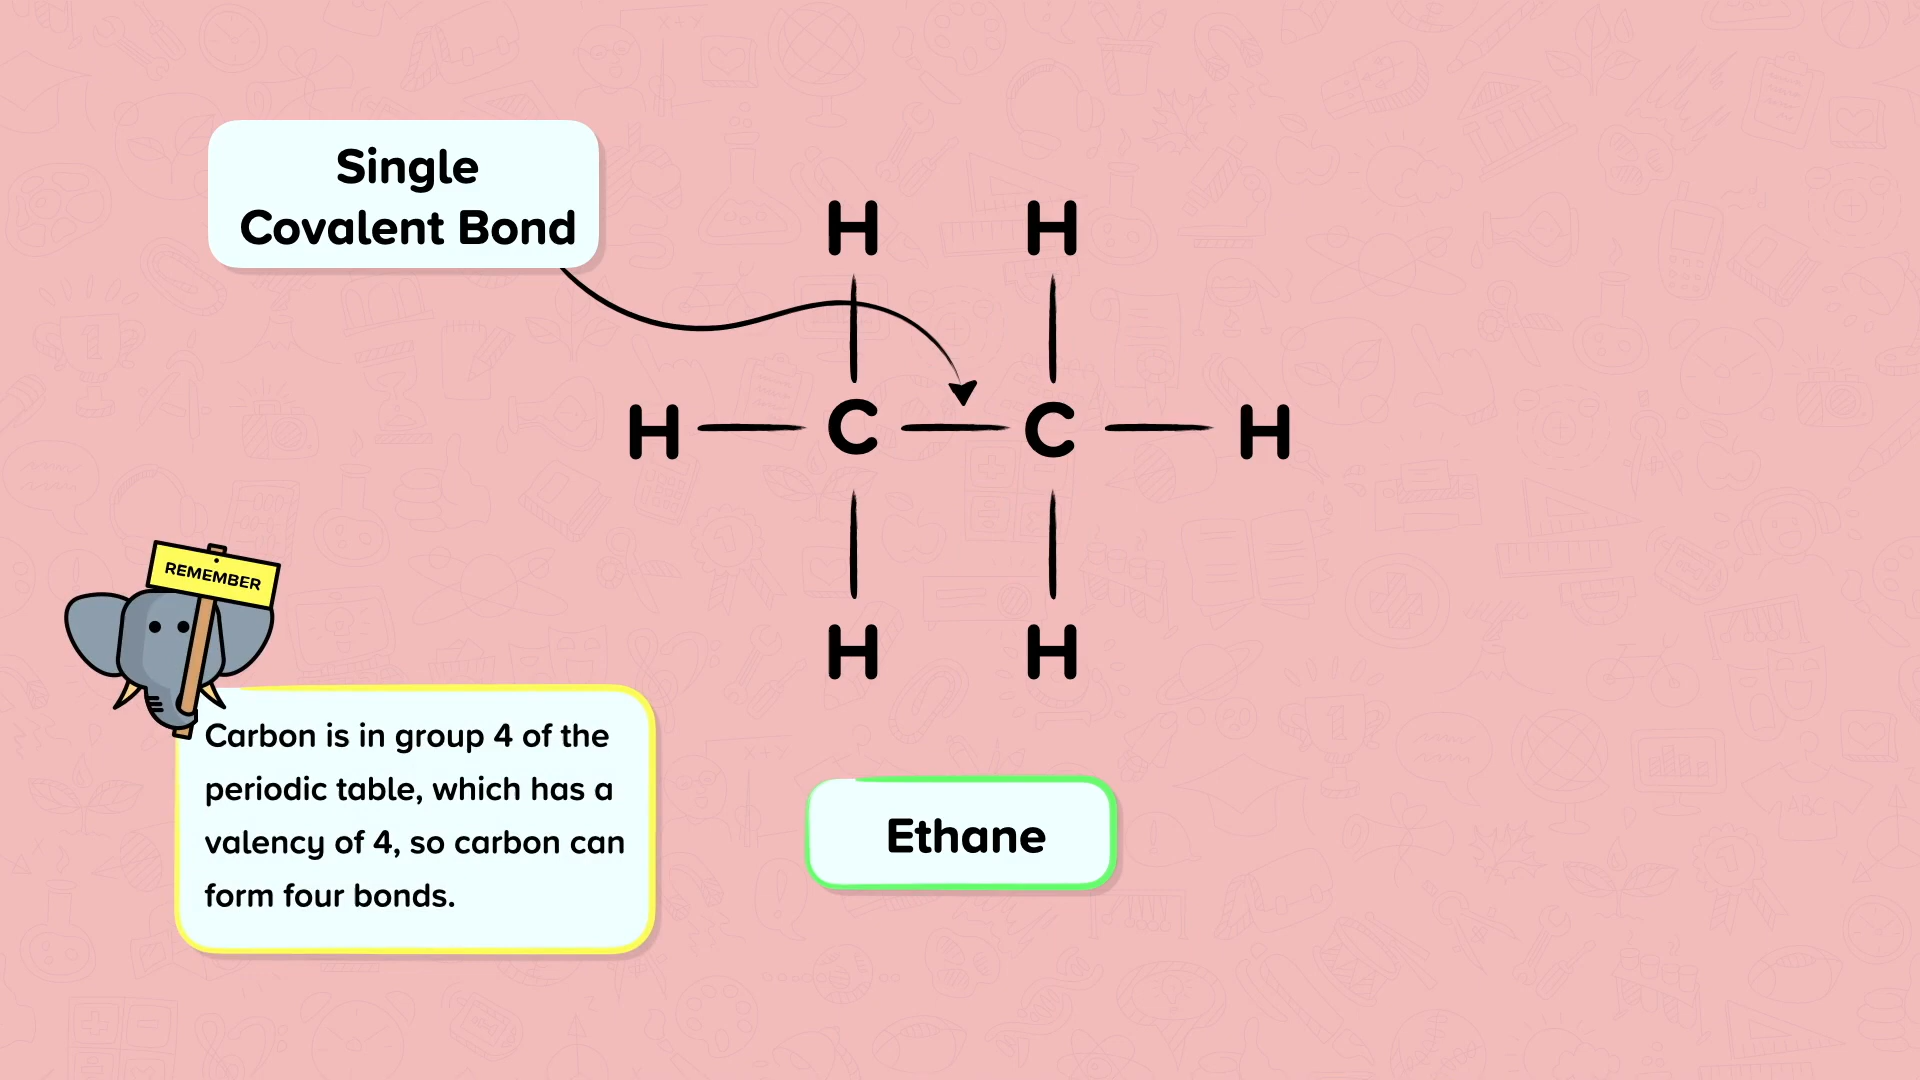 Single
Covalent Bond
H H
H C C H
H H
REMEMBER
Carbon is in group 4 of the
periodic table, which has a
valency of 4, so carbon can
form four bonds.
Ethane